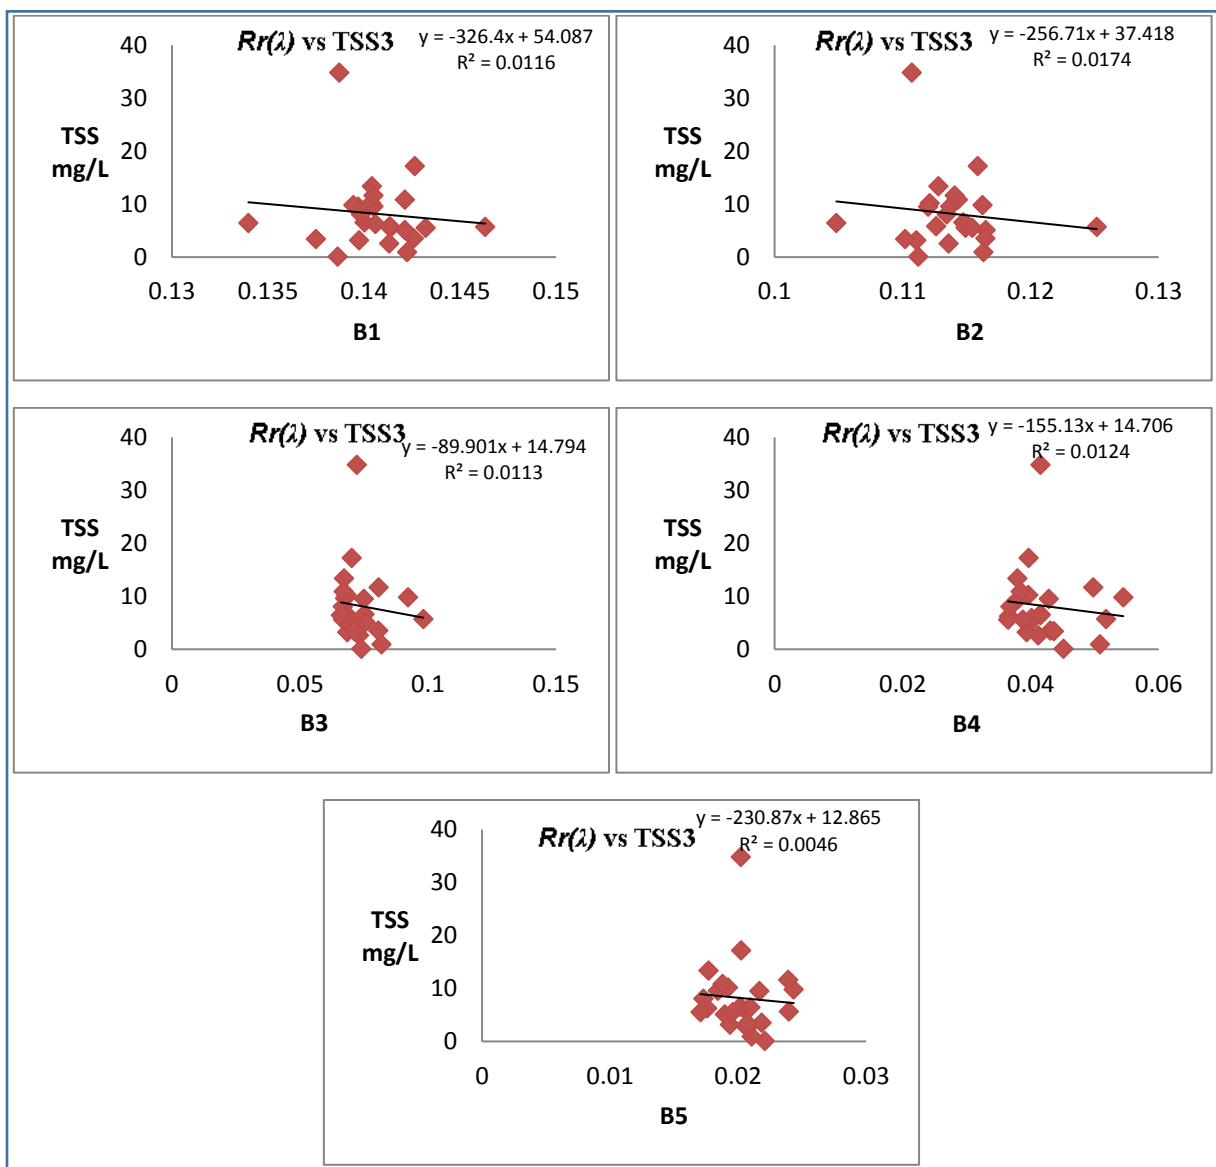 Rr(λ) vs TSS3
y = -326.4x + 54.087
R² = 0.0116
40
30
20
10
0
TSS
mg/L
0.13 0.135 0.14 0.145 0.15
B1
Rr(λ) vs TSS3
y = -256.71x + 37.418
R² = 0.0174
40
30
20
10
0
TSS
mg/L
0.1 0.11 0.12 0.13
B2
Rr(λ) vs TSS3
y = -89.901x + 14.794
R² = 0.0113
40
30
20
10
0
TSS
mg/L
0 0.05 0.1 0.15
B3
Rr(λ) vs TSS3
y = -155.13x + 14.706
R² = 0.0124
40
30
20
10
0
TSS
mg/L
0 0.02 0.04 0.06
B4
Rr(λ) vs TSS3
y = -230.87x + 12.865
R² = 0.0046
40
30
20
10
0
TSS
mg/L
0 0.01 0.02 0.03
B5